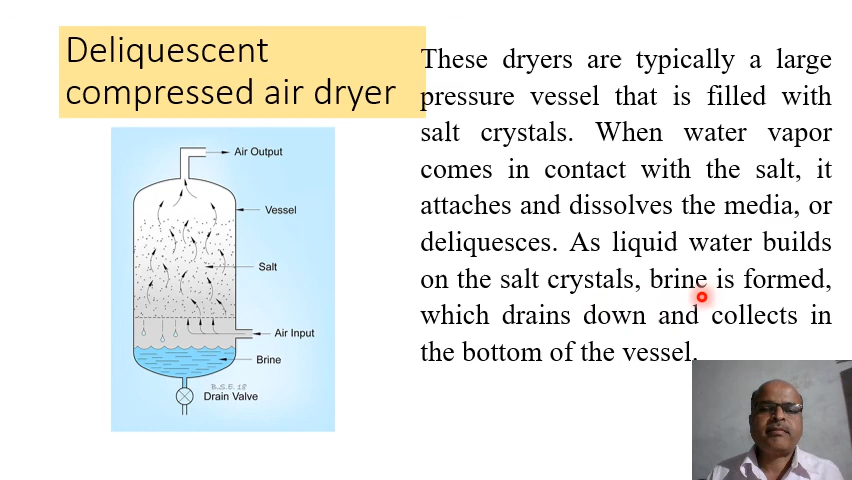 Deliquescent
compressed air dryer
These dryers are typically a large
pressure vessel that is filled with
salt crystals. When water vapor
comes in contact with the salt, it
attaches and dissolves the media, or
deliquesces. As liquid water builds
on the salt crystals, brine is formed,
which drains down and collects in
the bottom of the vessel.
Air Output
Vessel
Salt
Air Input
Brine
B.S.E. 18
Drain Valve